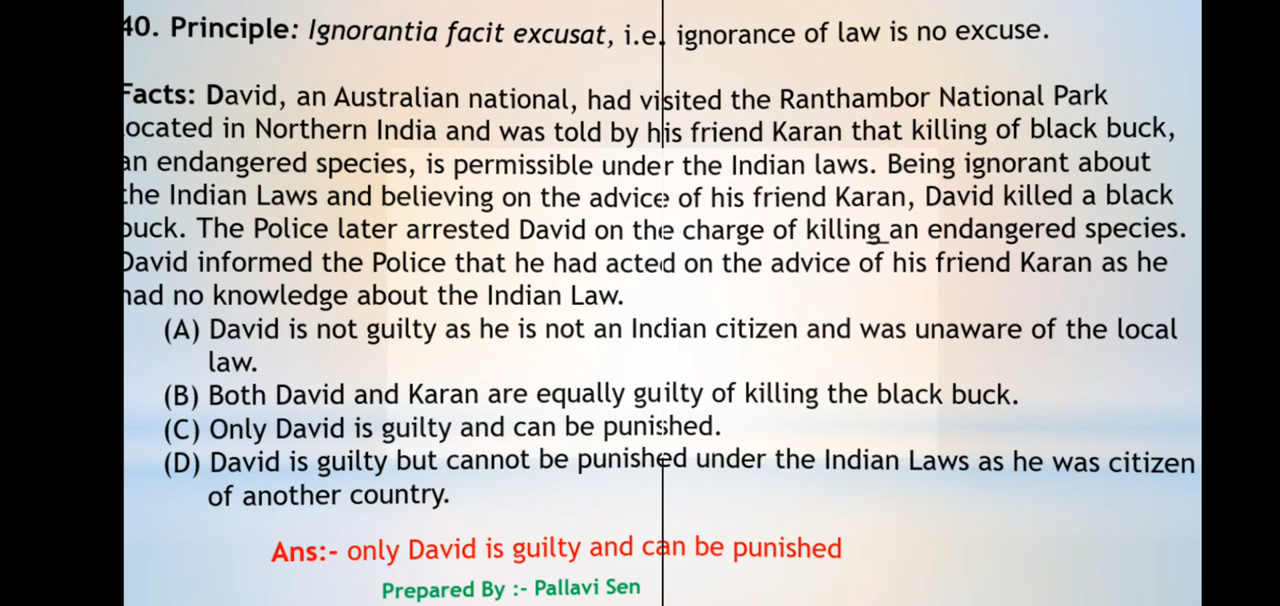 40. Principle: Ignorantia facit excusat, i.e. ignorance of law is no excuse.
Facts: David, an Australian national, had visited the Ranthambor National Park
located in Northern India and was told by his friend Karan that killing of black buck,
an endangered species, is permissible under the Indian laws. Being ignorant about
the Indian Laws and believing on the advice of his friend Karan, David killed a black
buck. The Police later arrested David on the charge of killing an endangered species.
David informed the Police that he had acted on the advice of his friend Karan as he
had no knowledge about the Indian Law.
(A) David is not guilty as he is not an Indian citizen and was unaware of the local
law.
(B) Both David and Karan are equally guilty of killing the black buck.
(C) Only David is guilty and can be punished.
(D) David is guilty but cannot be punished under the Indian Laws as he was citizen
of another country.
Ans:- only David is guilty and can be punished
Prepared By :- Pallavi Sen